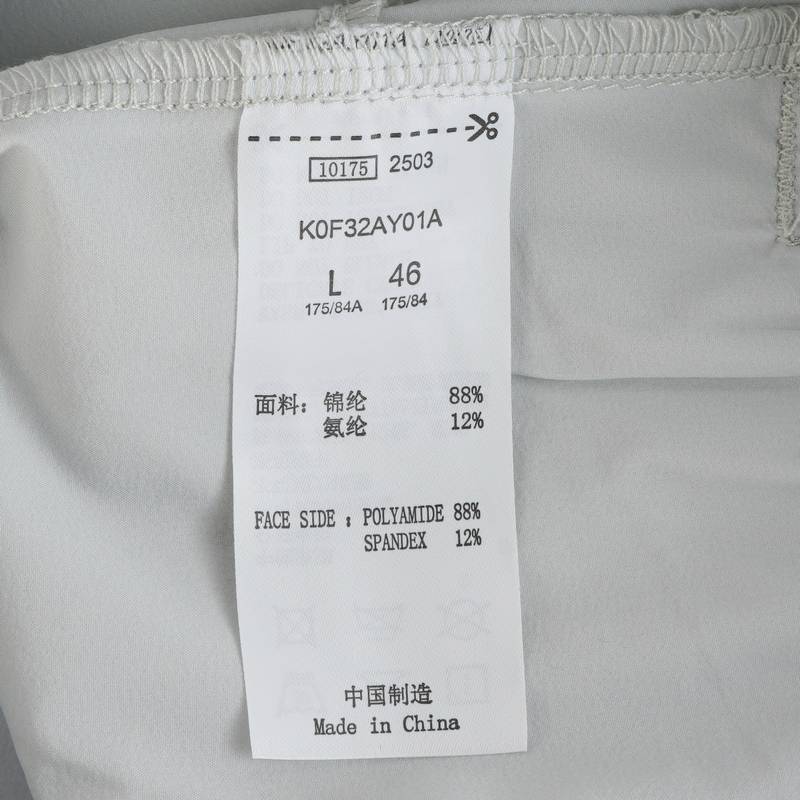 10175 2503
K0F32AY01A
L 46
175/84A 175/84
面料：锦纶 88%
氨纶 12%
FACE SIDE : POLYAMIDE 88%
SPANDEX 12%
中国制造
Made in China